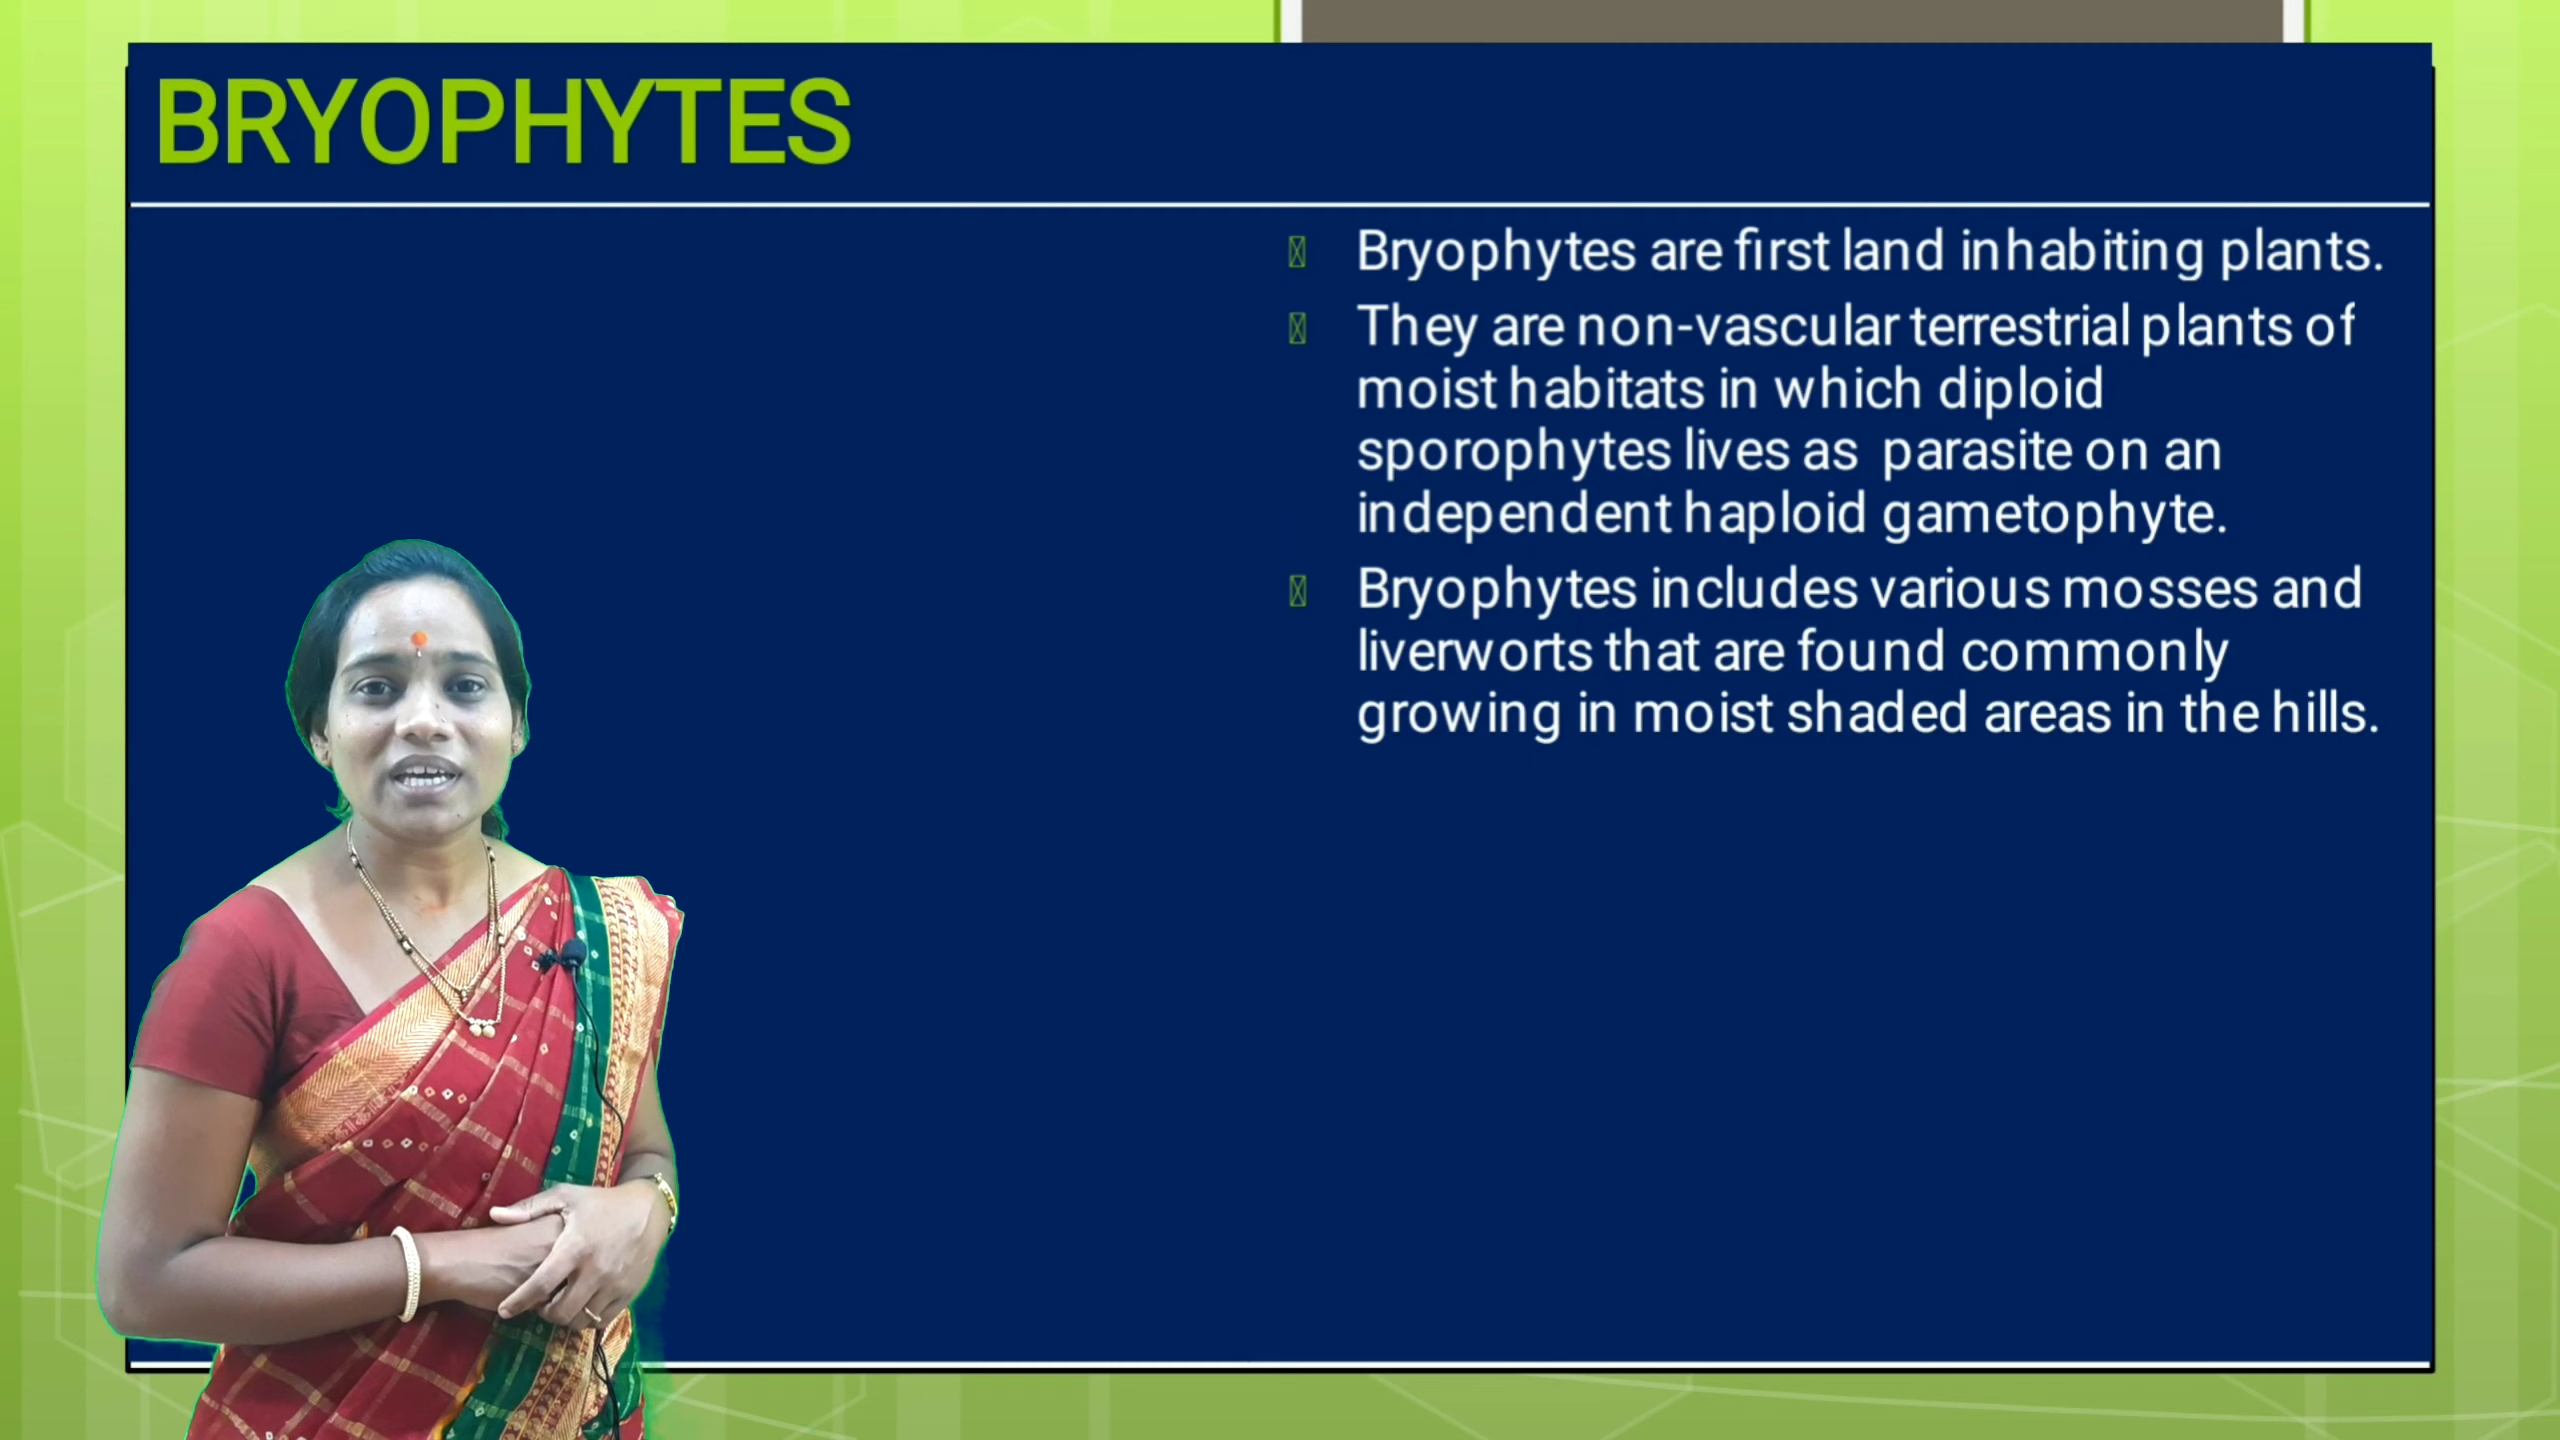 BRYOPHYTES
Bryophytes are first land inhabiting plants.
They are non-vascular terrestrial plants of
moist habitats in which diploid
sporophytes lives as parasite on an
independent haploid gametophyte.
Bryophytes includes various mosses and
liverworts that are found commonly
growing in moist shaded areas in the hills.